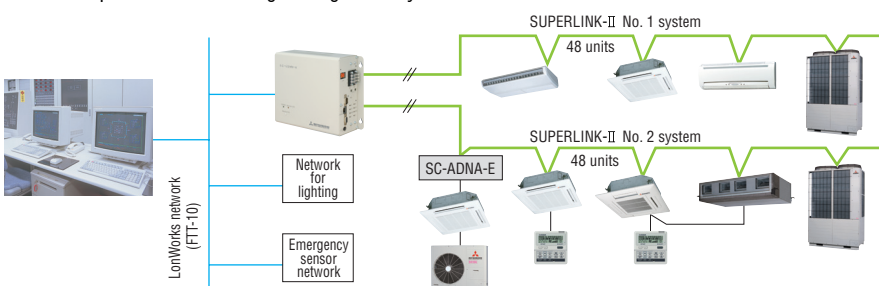 SUPERLINK-II No. 1 system
48 units
SUPERLINK-II No. 2 system
48 units
SC-ADNA-E
Network
for
lighting
Emergency
sensor
network
LonWorks network
(FTT-10)